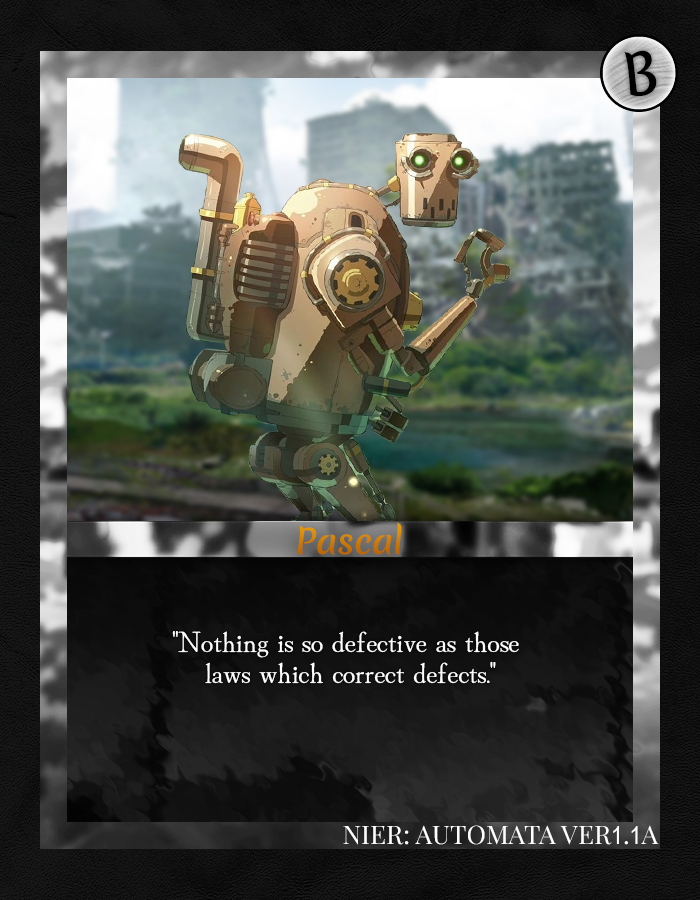 B
Pascal
"Nothing is so defective as those
laws which correct defects."
NIER: AUTOMATA VER1.1A